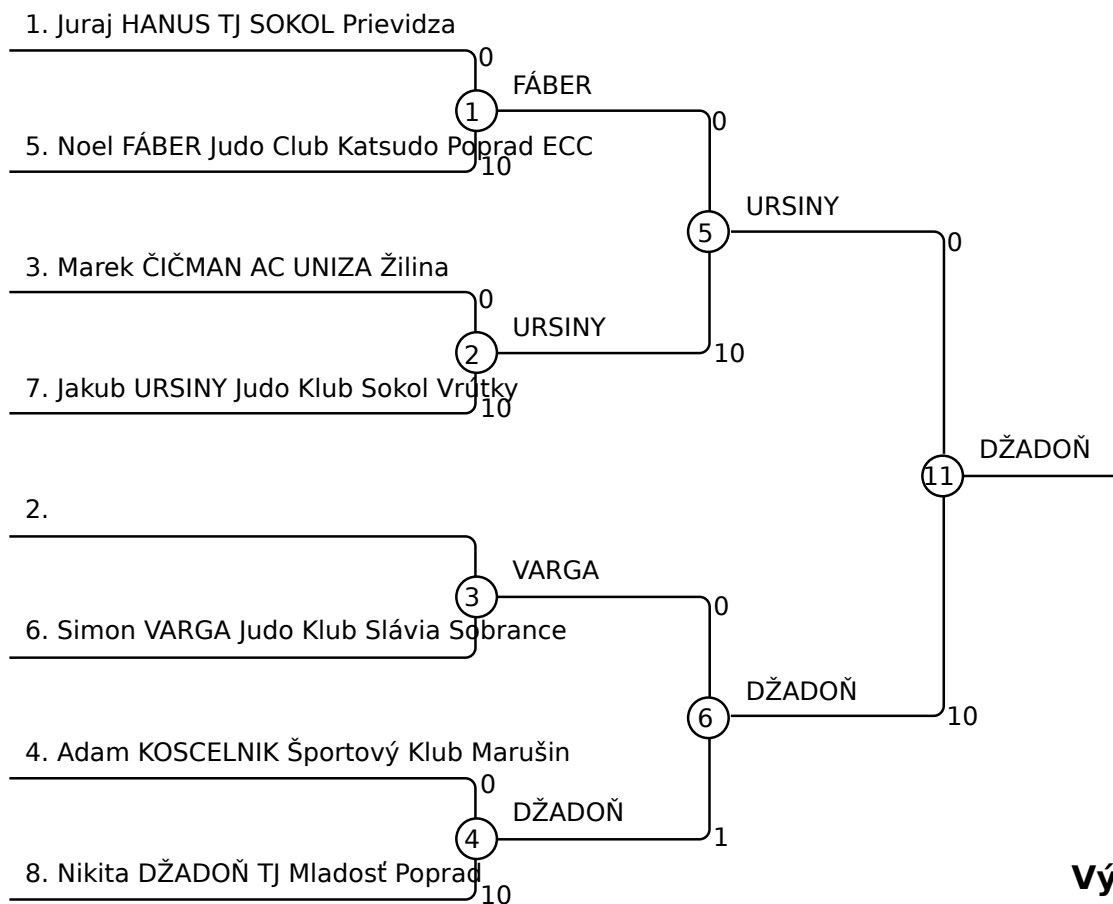 1. Juraj HANUS TJ SOKOL Prievidza
0
FÁBER
1
0
5. Noel FÁBER Judo Club Katsudo Poprad ECC
10
URSINY
5
0
3. Marek ČIČMAN AC UNIZA Žilina
0
URSINY
2
10
7. Jakub URSINY Judo Klub Sokol Vrútky
10
DŽADOŇ
11
2.
VARGA
3
0
6. Simon VARGA Judo Klub Slávia Sobrance
DŽADOŇ
6
10
4. Adam KOSCELNIK Športový Klub Marušin
0
DŽADOŇ
4
1
8. Nikita DŽADOŇ TJ Mladosť Poprad
10
Vý